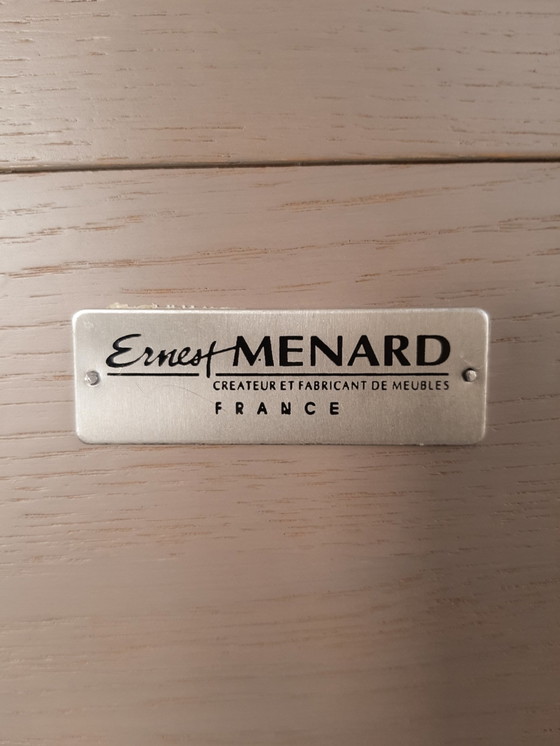 Ernest MENARD
CREATEUR ET FABRICANT DE MEUBLES
FRANCE